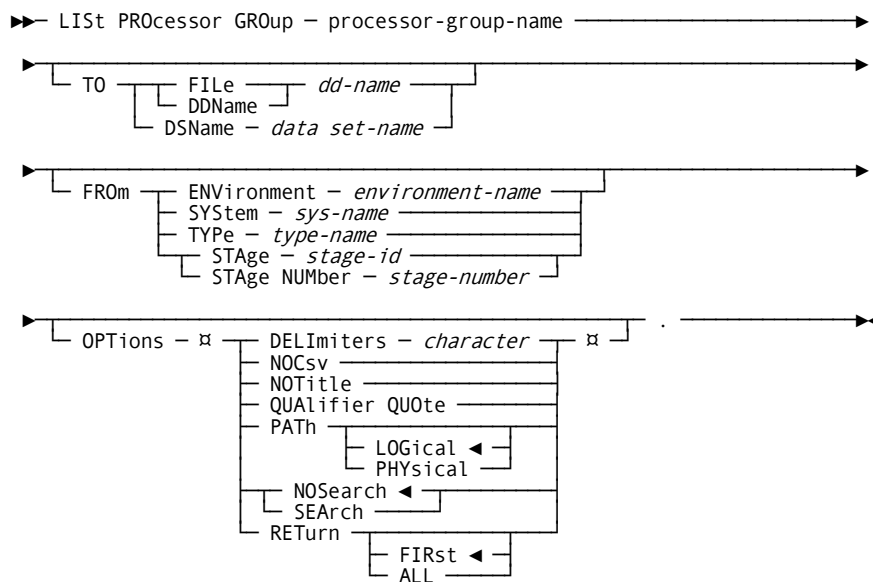 LISt PROcessor GROup — processor-group-name
TO FILe dd-name
DDName
DSName — data set-name
FROm ENVironment — environment-name
SYStem — sys-name
TYPe — type-name
STAge — stage-id
STAge NUMber — stage-number
OPTions — ¤ DELImiters — character ¤ .
NOCsv
NOTitle
QUAlifier QUOte
PATh
LOGical ◄
PHYsical
NOSearch ◄
SEArch
RETurn
FIRst ◄
ALL